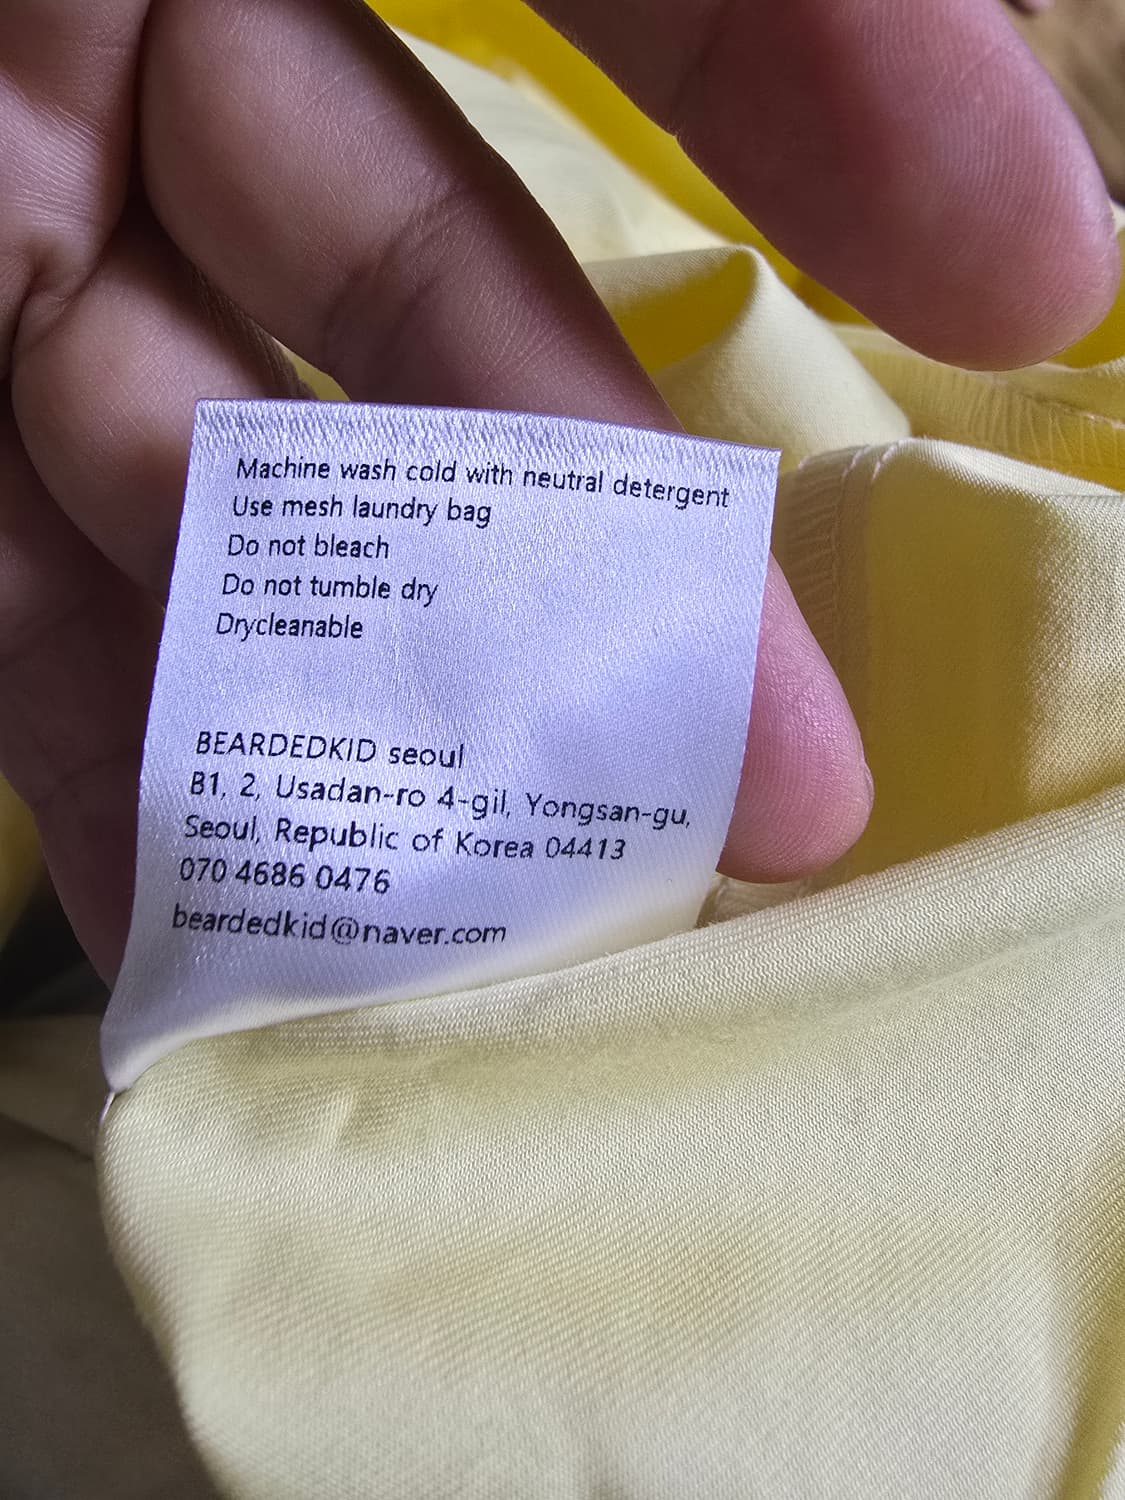 Machine wash cold with neutral detergent
Use mesh laundry bag
Do not bleach
Do not tumble dry
Drycleanable
BEARDEDKID seoul
B1, 2, Usadan-ro 4-gil, Yongsan-gu,
Seoul, Republic of Korea 04413
070 4686 0476
beardedkid@naver.com